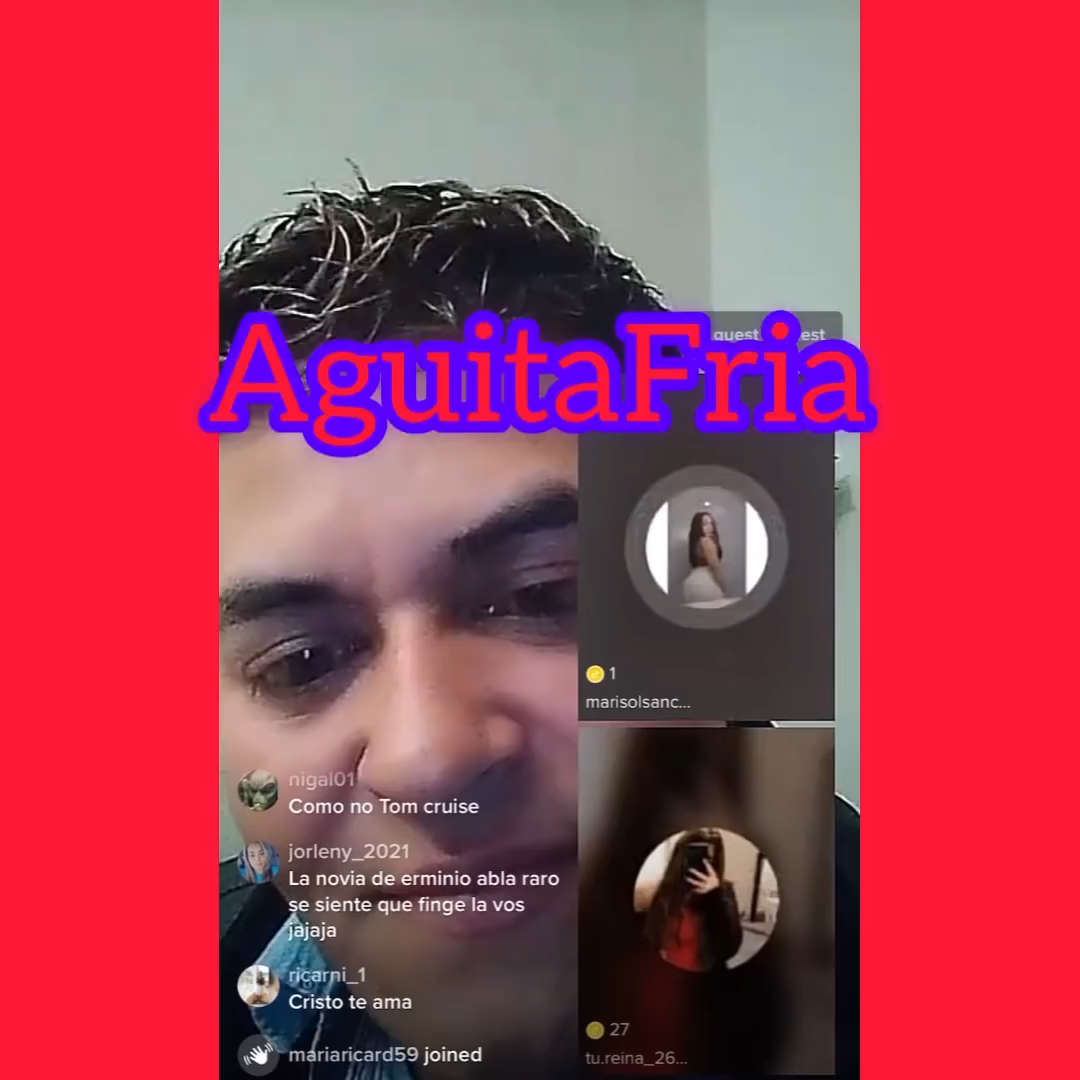 AguitaFria
1
marisolsanc...
nigal01
Como no Tom cruise
jorleny_2021
La novia de erminio abla raro
se siente que finge la vos
jajaja
ricarni_1
Cristo te ama
mariaricard59 joined
27
tu.reina_26...